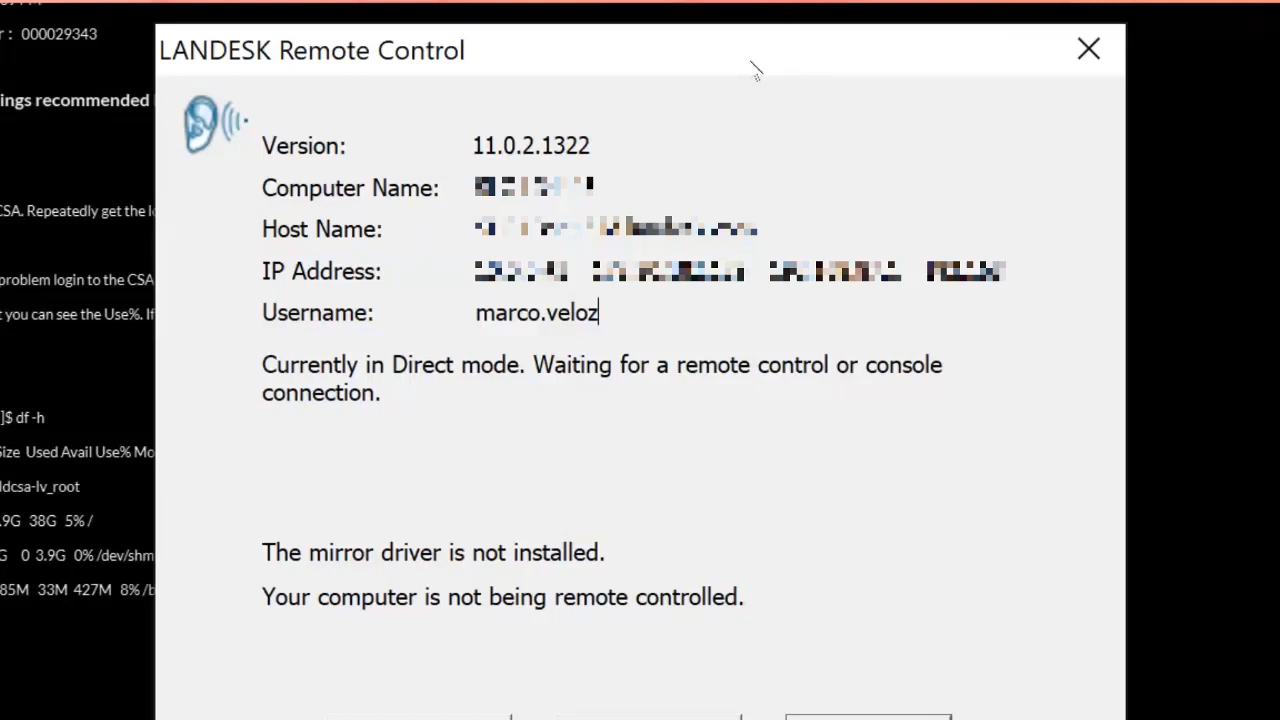 r : 000029343
LANDESK Remote Control
ings recommended
Version: 11.0.2.1322
Computer Name:
CSA. Repeatedly get the lo
Host Name:
problem login to the CSA
IP Address:
t you can see the Use%. If
Username: marco.veloz
Currently in Direct mode. Waiting for a remote control or console
connection.
]$ df -h
Size Used Avail Use% Mo
ldcsa-lv_root
.9G 38G 5% /
G 0 3.9G 0% /dev/shm
The mirror driver is not installed.
85M 33M 427M 8% /b
Your computer is not being remote controlled.